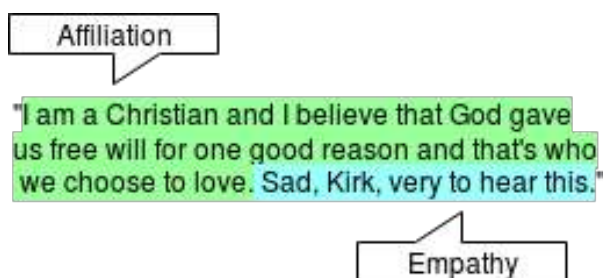 Affiliation
"I am a Christian and I believe that God gave
us free will for one good reason and that's who
we choose to love. Sad, Kirk, very to hear this."
Empathy